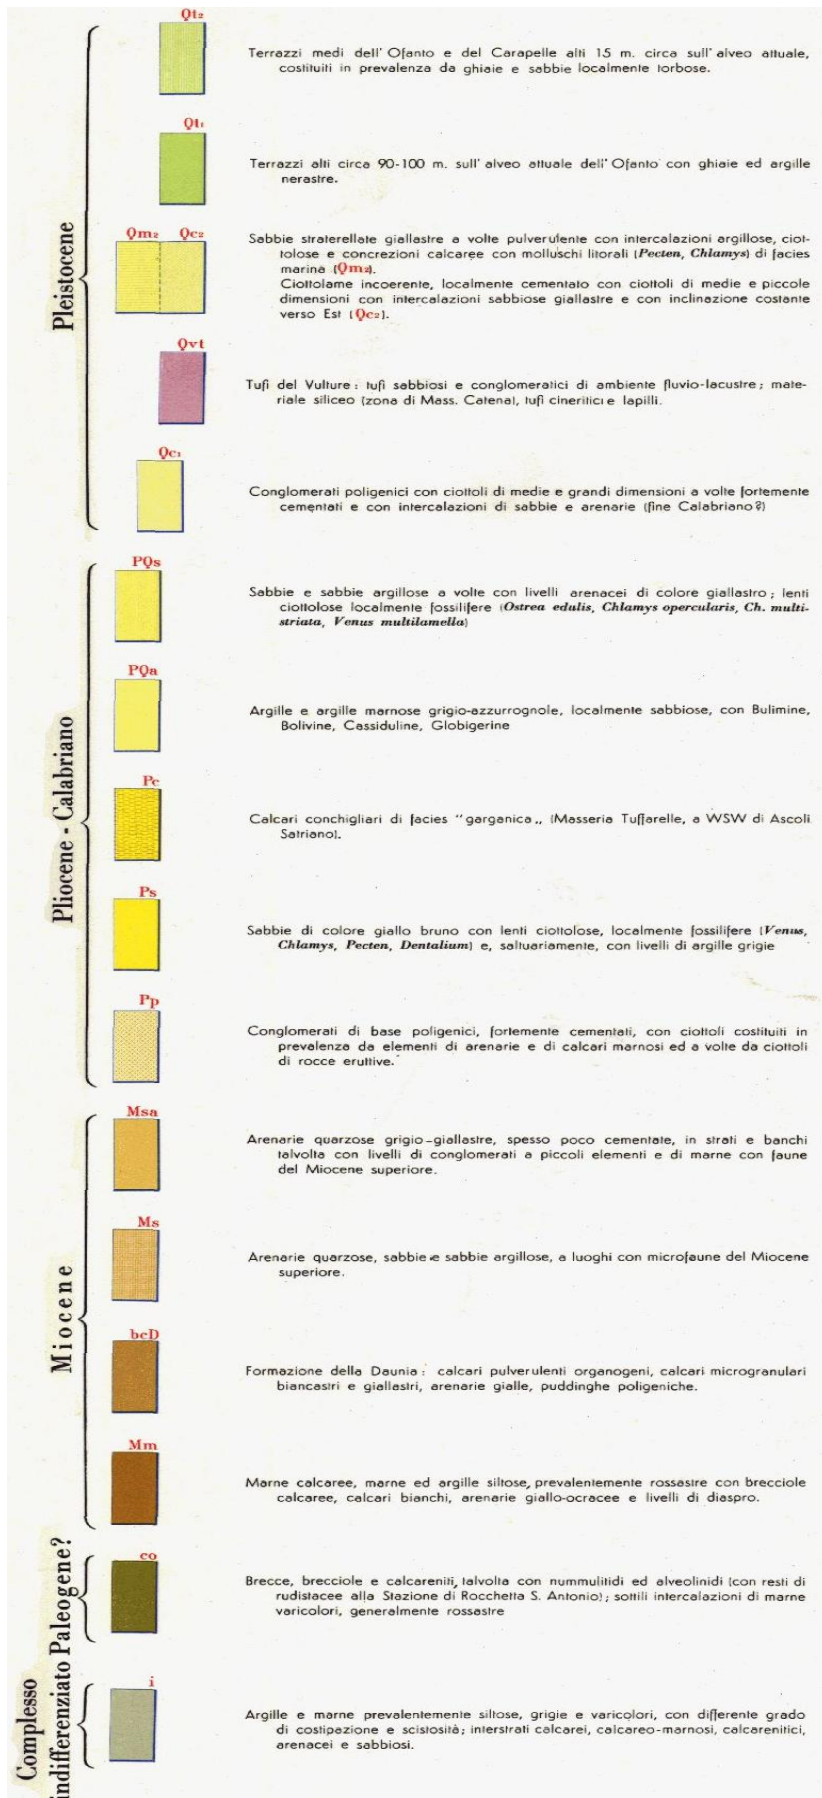 Qt2
Terrazzi medi dell' Ofanto e del Carapelle alti 15 m. circa sull' alveo attuale,
costituiti in prevalenza da ghiaie e sabbie localmente torbose.
Qt1
Terrazzi alti circa 90-100 m. sull' alveo attuale dell' Ofanto con ghiaie ed argille
nerastre.
Pleistocene
Qm2 Qc2
Sabbie straterellate giallastre a volte pulverulente con intercalazioni argillose, ciot-
tolose e concrezioni calcaree con molluschi litorali (Pecten, Chlamys) di facies
marina (Qm2).
Ciottolame incoerente, localmente cementato con ciottoli di medie e piccole
dimensioni con intercalazioni sabbiose giallastre e con inclinazione costante
verso Est (Qc2).
Qvt
Tufi del Vulture : tufi sabbiosi e conglomeratici di ambiente fluvio-lacustre ; mate-
riale siliceo (zona di Mass. Catena), tufi cineritici e lapilli.
Qc1
Conglomerati poligenici con ciottoli di medie e grandi dimensioni a volte fortemente
cementati e con intercalazioni di sabbie e arenarie (fine Calabriano ?)
PQs
Sabbie e sabbie argillose a volte con livelli arenacei di colore giallastro ; lenti
ciottolose localmente fossilifere (Ostrea edulis, Chlamys opercularis, Ch. multi-
striata, Venus multilamella)
PQa
Argille e argille marnose grigio-azzurrognole, localmente sabbiose, con Bulimine,
Bolivine, Cassiduline, Globigerine
Pliocene - Calabriano
Pc
Calcari conchigliari di facies "garganica„ (Masseria Tuffarelle, a WSW di Ascoli
Satriano).
Ps
Sabbie di colore giallo bruno con lenti ciottolose, localmente fossilifere (Venus,
Chlamys, Pecten, Dentalium) e, saltuariamente, con livelli di argille grigie
Pp
Conglomerati di base poligenici, fortemente cementati, con ciottoli costituiti in
prevalenza da elementi di arenarie e di calcari marnosi ed a volte da ciottoli
di rocce eruttive.
Msa
Arenarie quarzose grigio-giallastre, spesso poco cementate, in strati e banchi
talvolta con livelli di conglomerati a piccoli elementi e di marne con faune
del Miocene superiore.
Ms
Arenarie quarzose, sabbie e sabbie argillose, a luoghi con microfaune del Miocene
superiore.
Miocene
bcD
Formazione della Daunia : calcari pulverulenti organogeni, calcari microgranulari
biancastri e giallastri, arenarie gialle, puddinghe poligeniche.
Mm
Marne calcaree, marne ed argille siltose, prevalentemente rossastre con brecciole
calcaree, calcari bianchi, arenarie giallo-ocracee e livelli di diaspro.
Paleogene?
co
Brecce, brecciole e calcareniti, talvolta con nummulitidi ed alveolinidi (con resti di
rudistacee alla Stazione di Rocchetta S. Antonio) ; sottili intercalazioni di marne
varicolori, generalmente rossastre
Complesso
indifferenziato
i
Argille e marne prevalentemente siltose, grigie e varicolori, con differente grado
di costipazione e scistosità; interstrati calcarei, calcareo-marnosi, calcarenitici,
arenacei e sabbiosi.